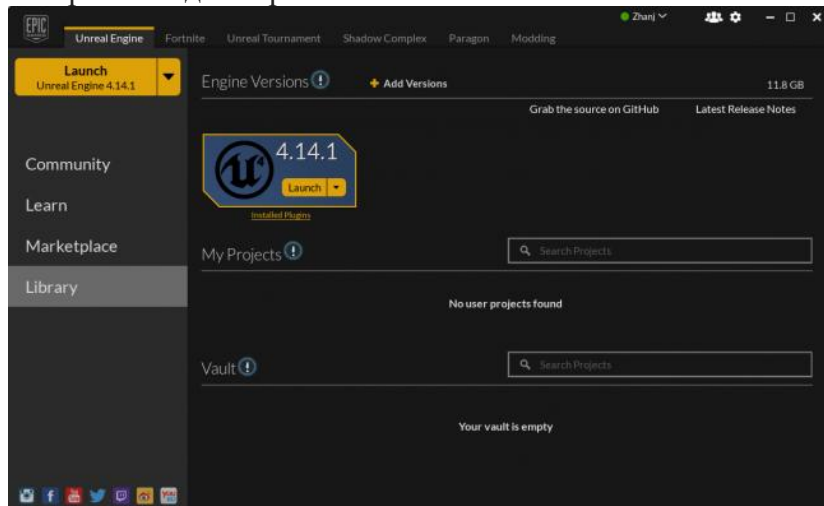 EPIC
Zhanj
Unreal Engine Fortnite Unreal Tournament Shadow Complex Paragon Modding
Launch
Unreal Engine 4.14.1
Engine Versions + Add Versions 11.8 GB
Grab the source on GitHub Latest Release Notes
4.14.1
Launch
Installed Plugins
Community
Learn
Marketplace
Library
My Projects Search Projects
No user projects found
Vault Search Projects
Your vault is empty